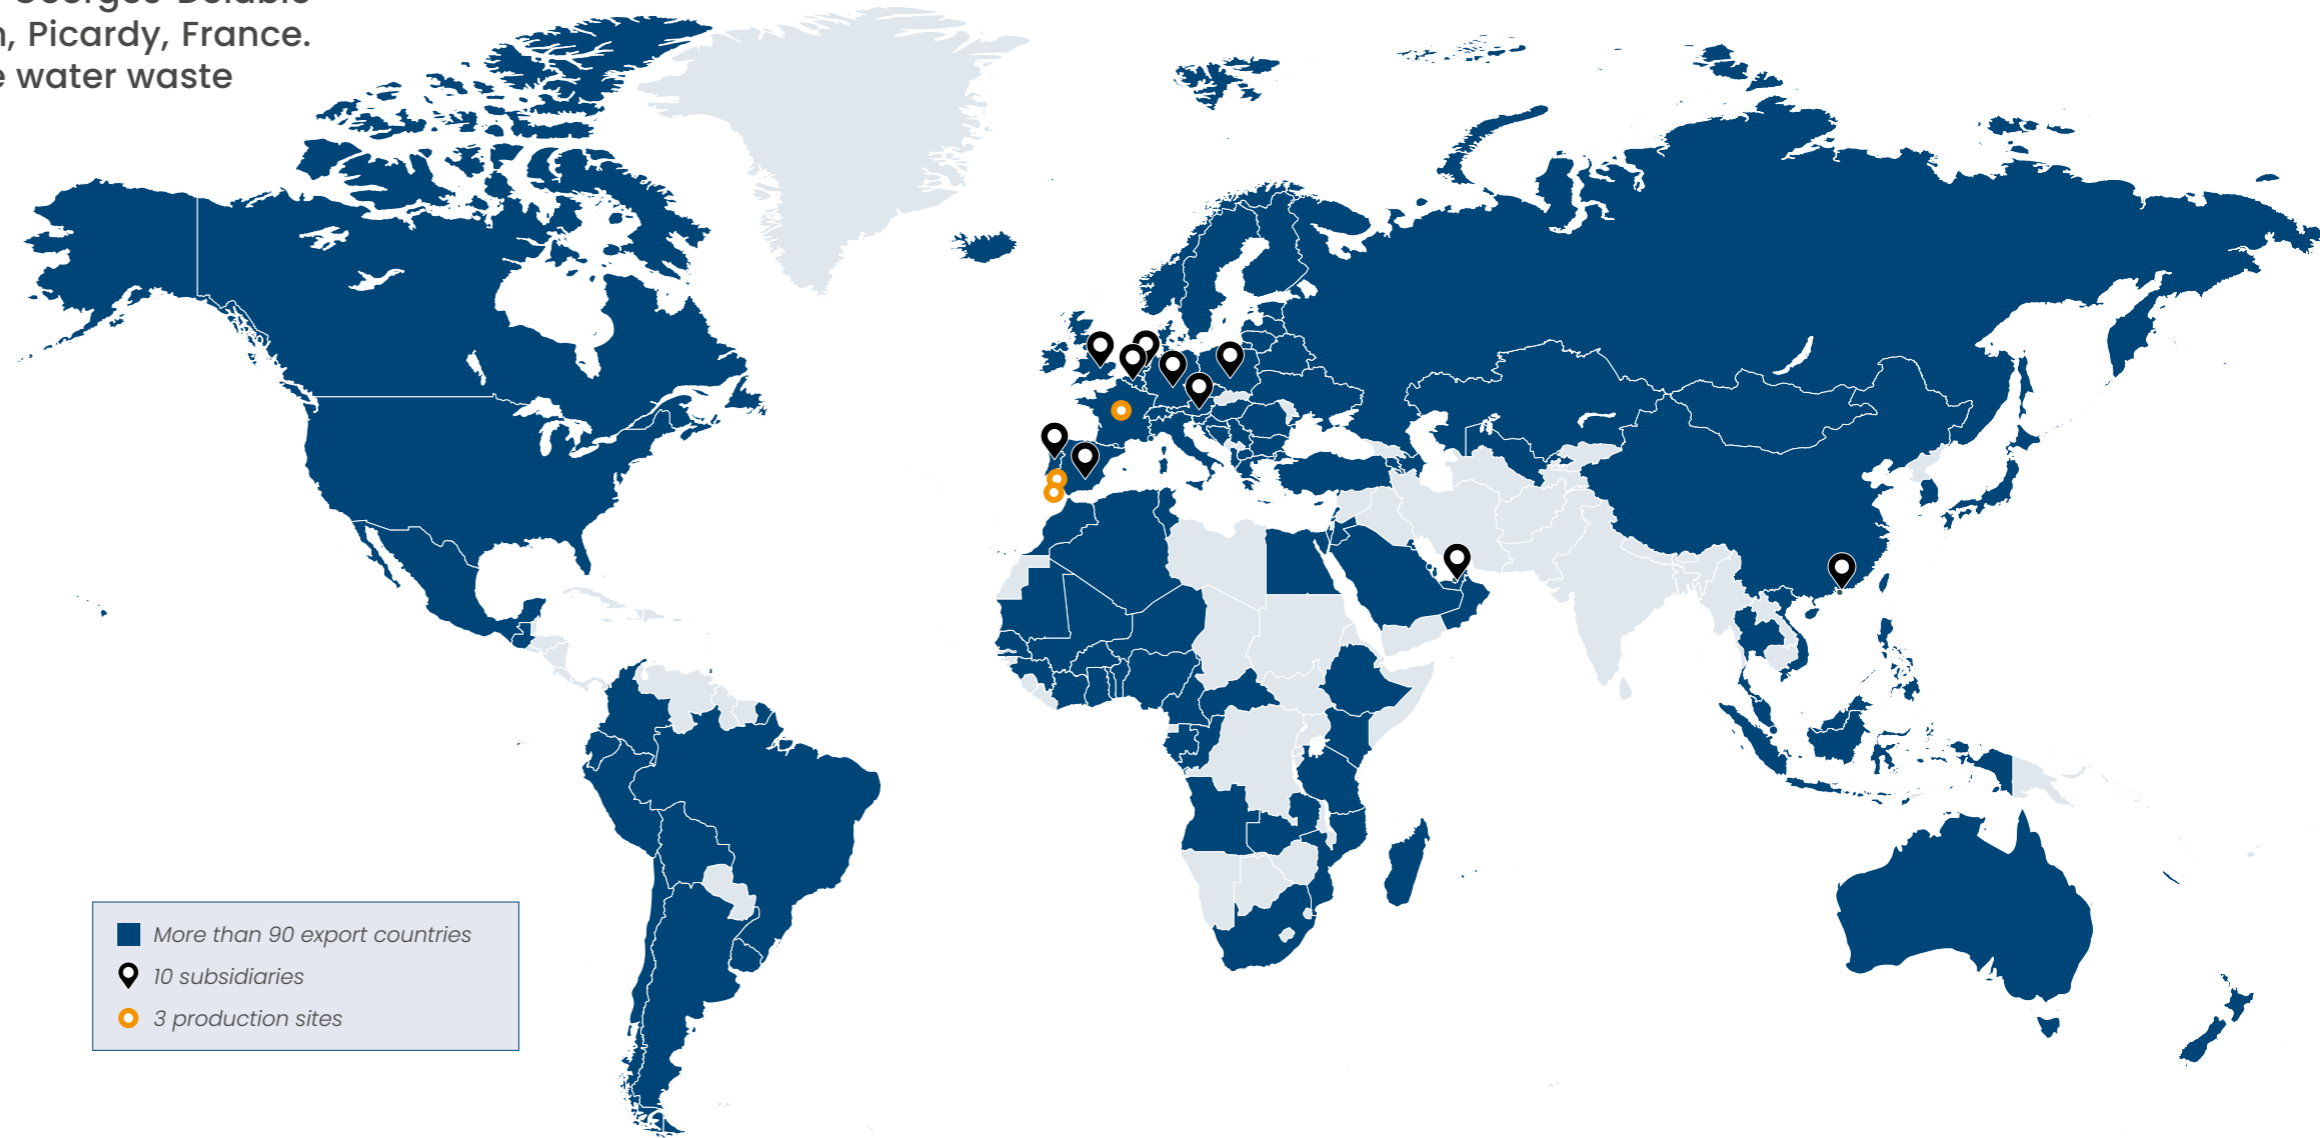 , Picardy, France.
water waste
More than 90 export countries
10 subsidiaries
3 production sites